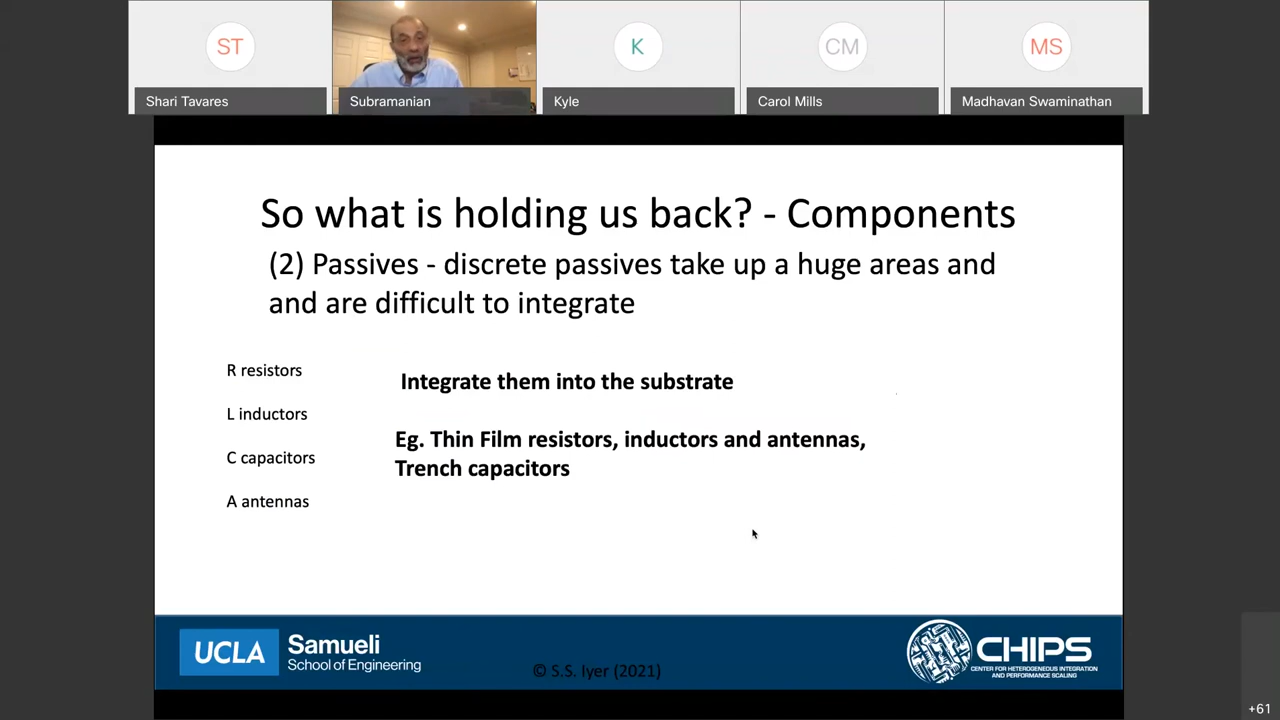 ST
K
CM
MS
Shari Tavares
Subramanian
Kyle
Carol Mills
Madhavan Swaminathan
So what is holding us back? - Components
(2) Passives - discrete passives take up a huge areas and
and are difficult to integrate
R resistors
L inductors
C capacitors
A antennas
Integrate them into the substrate
Eg. Thin Film resistors, inductors and antennas,
Trench capacitors
UCLA
Samueli
School of Engineering
© S.S. Iyer (2021)
CHIPS
CENTER FOR HETEROGENEOUS INTEGRATION
AND PERFORMANCE SCALING
+61